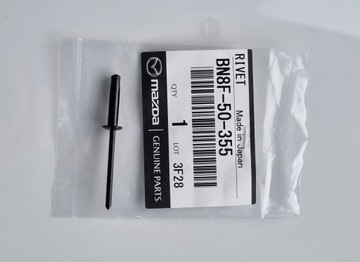 RIVET
BN8F-50-355
Made in Japan
QTY 1 LOT 3F28
mazda
GENUINE PARTS